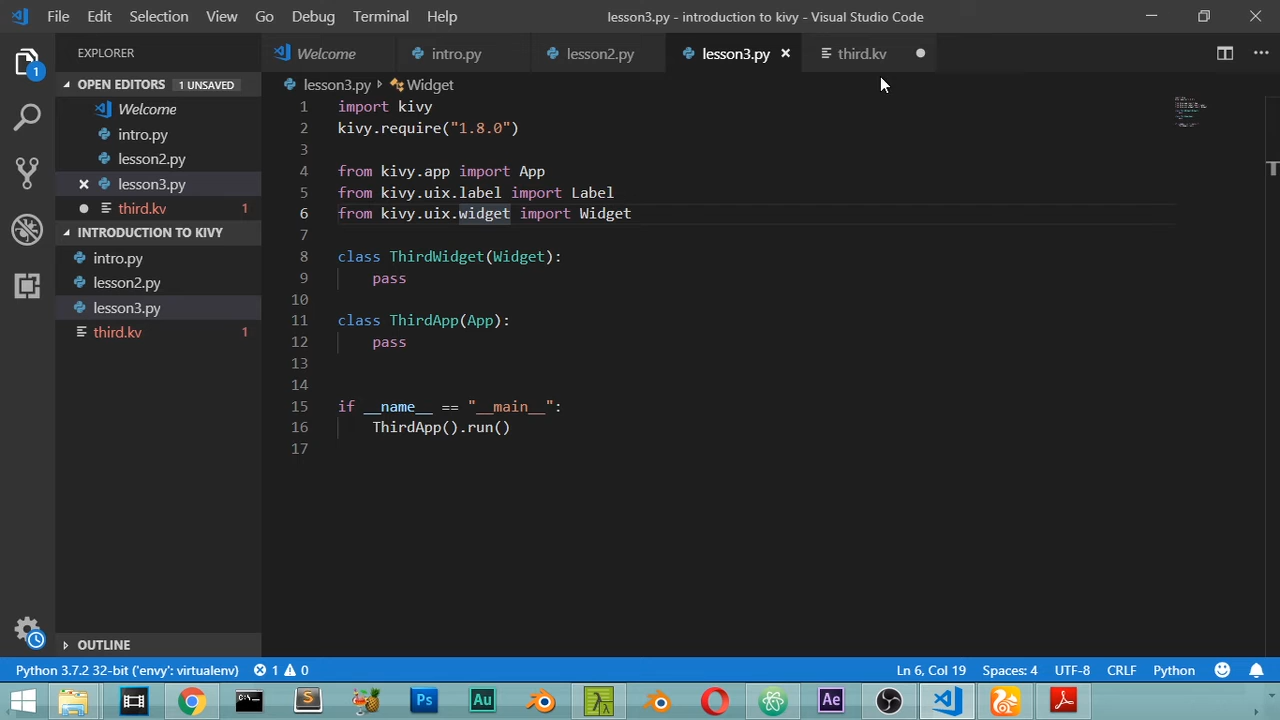 File Edit Selection View Go Debug Terminal Help lesson3.py - introduction to kivy - Visual Studio Code
EXPLORER
OPEN EDITORS 1 UNSAVED
Welcome
intro.py
lesson2.py
lesson3.py
third.kv 1
INTRODUCTION TO KIVY
intro.py
lesson2.py
lesson3.py
third.kv 1
OUTLINE
1
Welcome intro.py lesson2.py lesson3.py third.kv
lesson3.py Widget
1 import kivy
2 kivy.require("1.8.0")
3
4 from kivy.app import App
5 from kivy.uix.label import Label
6 from kivy.uix.widget import Widget
7
8 class ThirdWidget(Widget):
9 pass
10
11 class ThirdApp(App):
12 pass
13
14
15 if __name__ == "__main__":
16 ThirdApp().run()
17
Python 3.7.2 32-bit ('envy': virtualenv) 1 0 Ln 6, Col 19 Spaces: 4 UTF-8 CRLF Python
Ps Au Ae